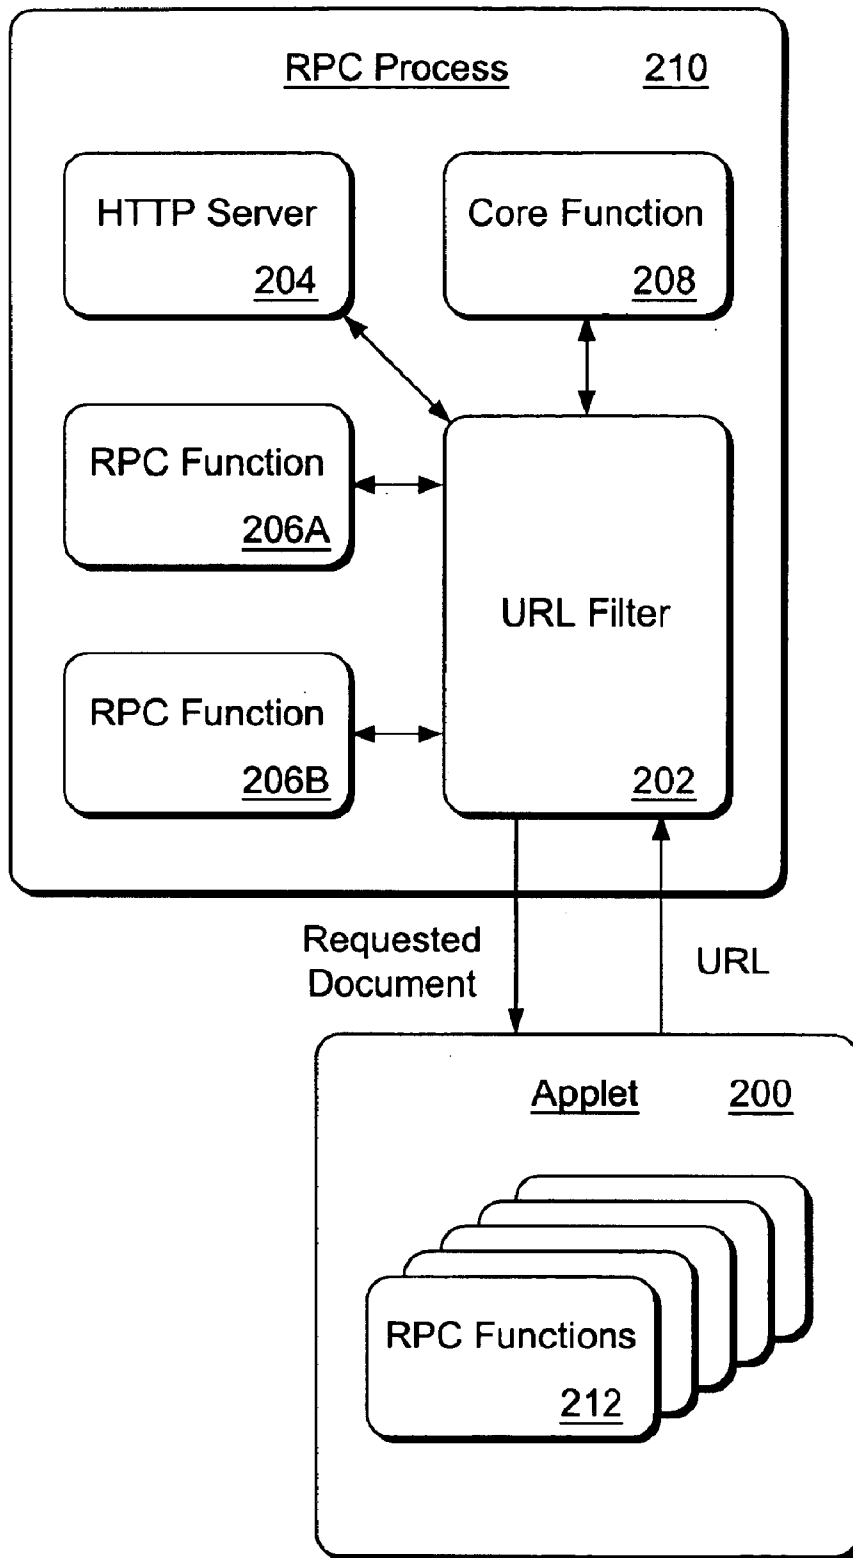 RPC Process 210
HTTP Server
204
Core Function
208
RPC Function
206A
URL Filter
202
RPC Function
206B
Requested
Document
URL
Applet 200
RPC Functions
212